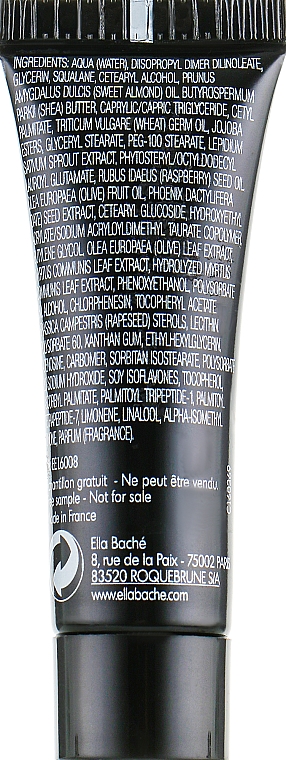 INGREDIENTS: AQUA (WATER), DIISOPROPYL DIMER DILINOLEATE,
GLYCERIN, SQUALANE, CETEARYL ALCOHOL, PRUNUS
AMYGDALUS DULCIS (SWEET ALMOND) OIL, BUTYROSPERMUM
PARKII (SHEA) BUTTER, CAPRYLIC/CAPRIC TRIGLYCERIDE, CETYL
PALMITATE, TRITICUM VULGARE (WHEAT) GERM OIL, JOJOBA
ESTERS, GLYCERYL STEARATE, PEG-100 STEARATE, LEPIDIUM
SATIVUM SPROUT EXTRACT, PHYTOSTERYL/OCTYLDODECYL
LAUROYL GLUTAMATE, RUBUS IDAEUS (RASPBERRY) SEED OIL,
OLEA EUROPAEA (OLIVE) FRUIT OIL, PHOENIX DACTYLIFERA
SEED EXTRACT, CETEARYL GLUCOSIDE, HYDROXYETHYL
ACRYLATE/SODIUM ACRYLOYLDIMETHYL TAURATE COPOLYMER,
GLYCOL, OLEA EUROPAEA (OLIVE) LEAF EXTRACT,
COMMUNIS LEAF EXTRACT, HYDROLYZED MYRTUS
COMMUNIS LEAF EXTRACT, PHENOXYETHANOL, POLYSORBATE
ALCOHOL, CHLORPHENESIN, TOCOPHERYL ACETATE,
CAMPESTRIS (RAPESEED) STEROLS, LECITHIN,
POLYSORBATE 60, XANTHAN GUM, ETHYLHEXYLGLYCERIN,
CARBOMER, SORBITAN ISOSTEARATE, POLYSORBATE
SODIUM HYDROXIDE, SOY ISOFLAVONES, TOCOPHEROL,
PALMITATE, PALMITOYL TRIPEPTIDE-1, PALMITOYL
LIMONENE, LINALOOL, ALPHA-ISOMETHYL
PARFUM (FRAGRANCE).
EE16008
échantillon gratuit - Ne peut être vendu.
sample - Not for sale
Made in France
Ella Baché
8, rue de la Paix - 75002 PARIS
83520 ROQUEBRUNE S/A
www.ellabache.com